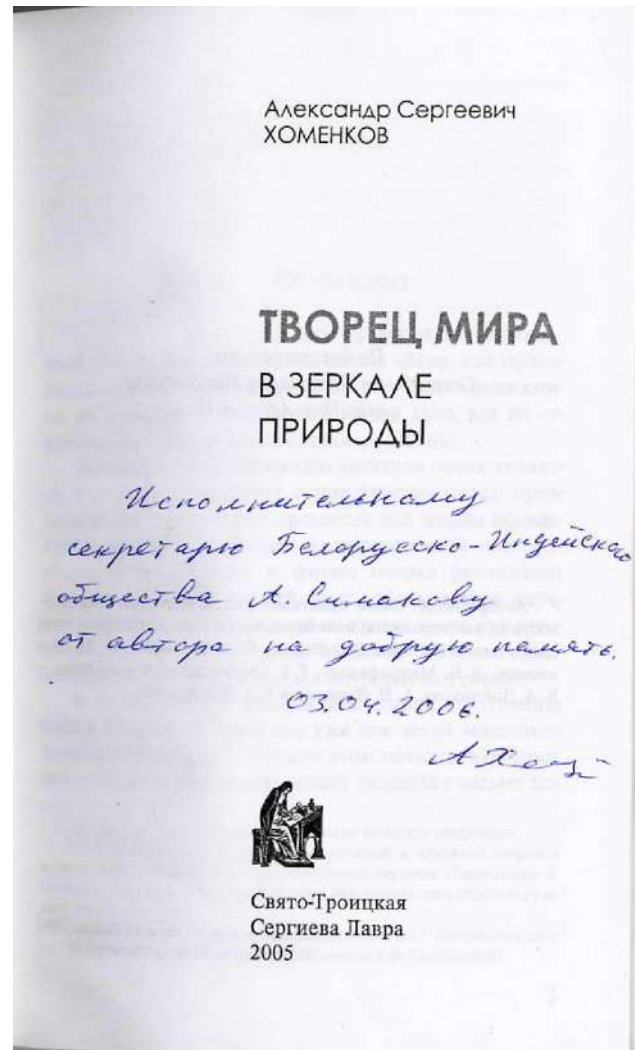 Александр Сергеевич
ХОМЕНКОВ
ТВОРЕЦ МИРА
В ЗЕРКАЛЕ
ПРИРОДЫ
Исполнительному
секретарю Белорусско-Индейского
общества А. Симакову
от автора на добрую память.
03.04.2006.
Свято-Троицкая
Сергиева Лавра
2005